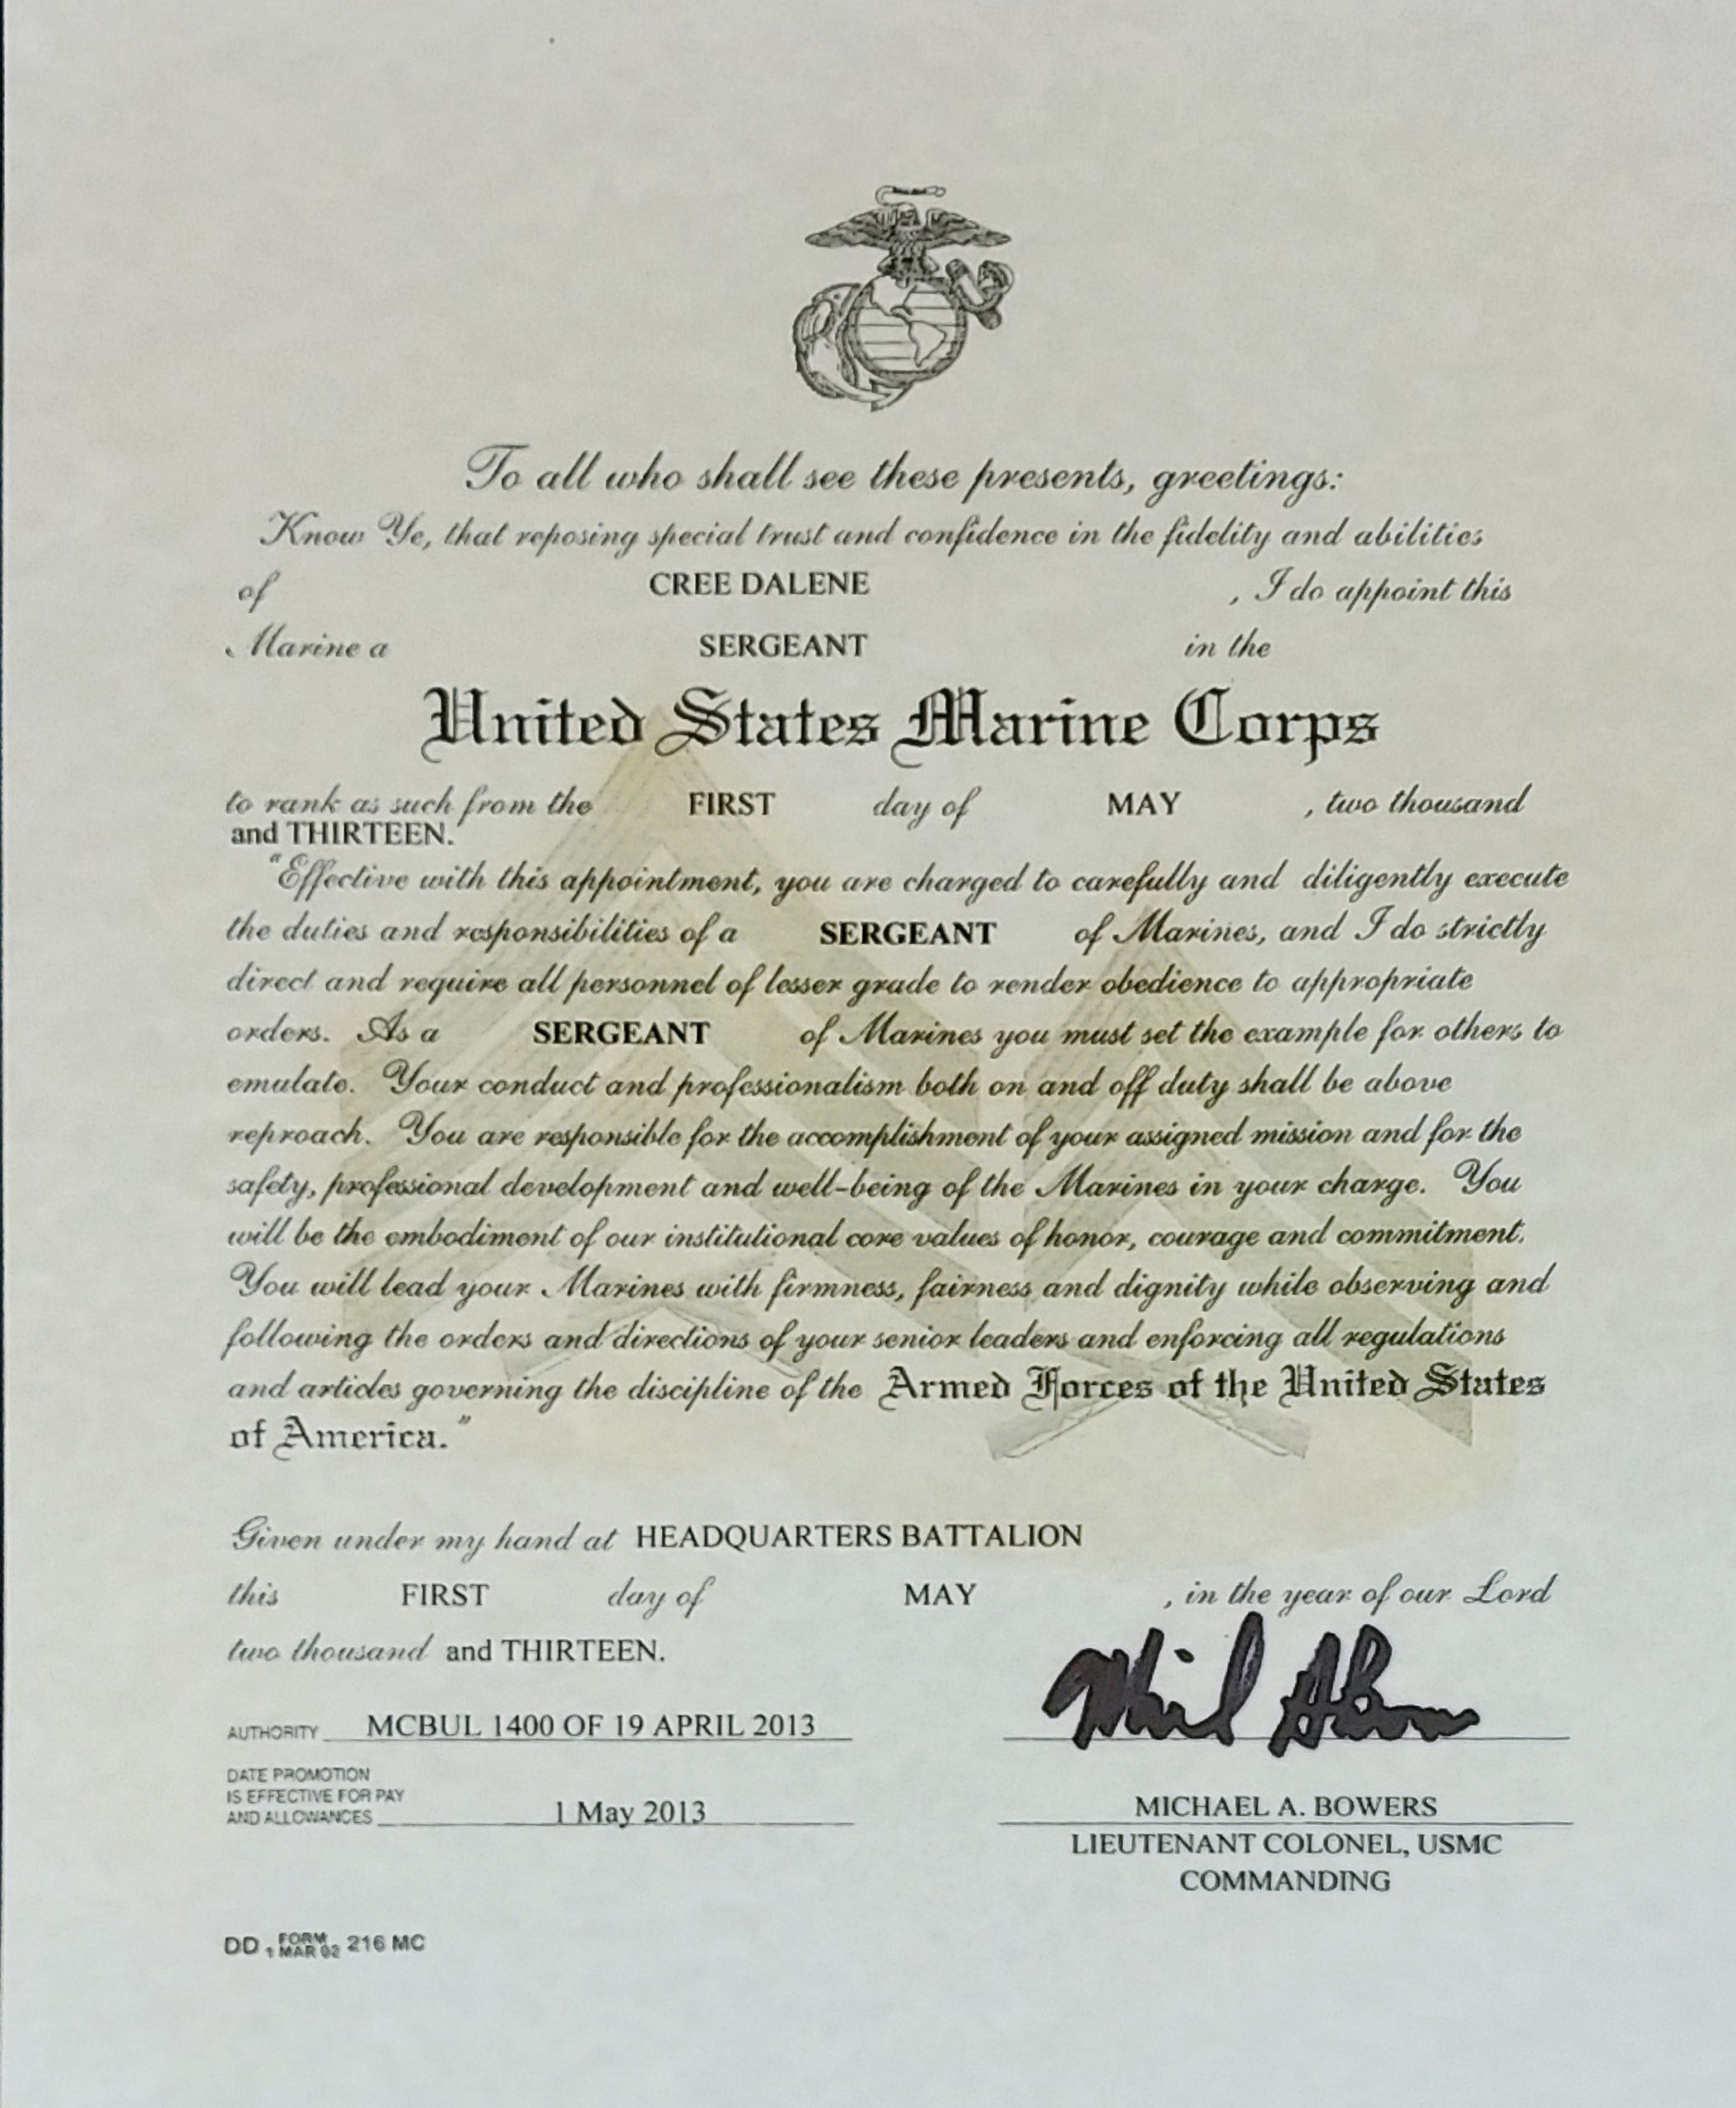 To all who shall see these presents, greetings:
Know Ye, that reposing special trust and confidence in the fidelity and abilities
of CREE DALENE , I do appoint this
Marine a SERGEANT in the
United States Marine Corps
to rank as such from the FIRST day of MAY , two thousand
and THIRTEEN.
"Effective with this appointment, you are charged to carefully and diligently execute
the duties and responsibilities of a SERGEANT of Marines, and I do strictly
direct and require all personnel of lesser grade to render obedience to appropriate
orders. As a SERGEANT of Marines you must set the example for others to
emulate. Your conduct and professionalism both on and off duty shall be above
reproach. You are responsible for the accomplishment of your assigned mission and for the
safety, professional development and well-being of the Marines in your charge. You
will be the embodiment of our institutional core values of honor, courage and commitment.
You will lead your Marines with firmness, fairness and dignity while observing and
following the orders and directions of your senior leaders and enforcing all regulations
and articles governing the discipline of the Armed Forces of the United States
of America."
Given under my hand at HEADQUARTERS BATTALION
this FIRST day of MAY , in the year of our Lord
two thousand and THIRTEEN.
AUTHORITY MCBUL 1400 OF 19 APRIL 2013
DATE PROMOTION
IS EFFECTIVE FOR PAY
AND ALLOWANCES 1 May 2013
MICHAEL A. BOWERS
LIEUTENANT COLONEL, USMC
COMMANDING
DD FORM 1 MAR 02 216 MC